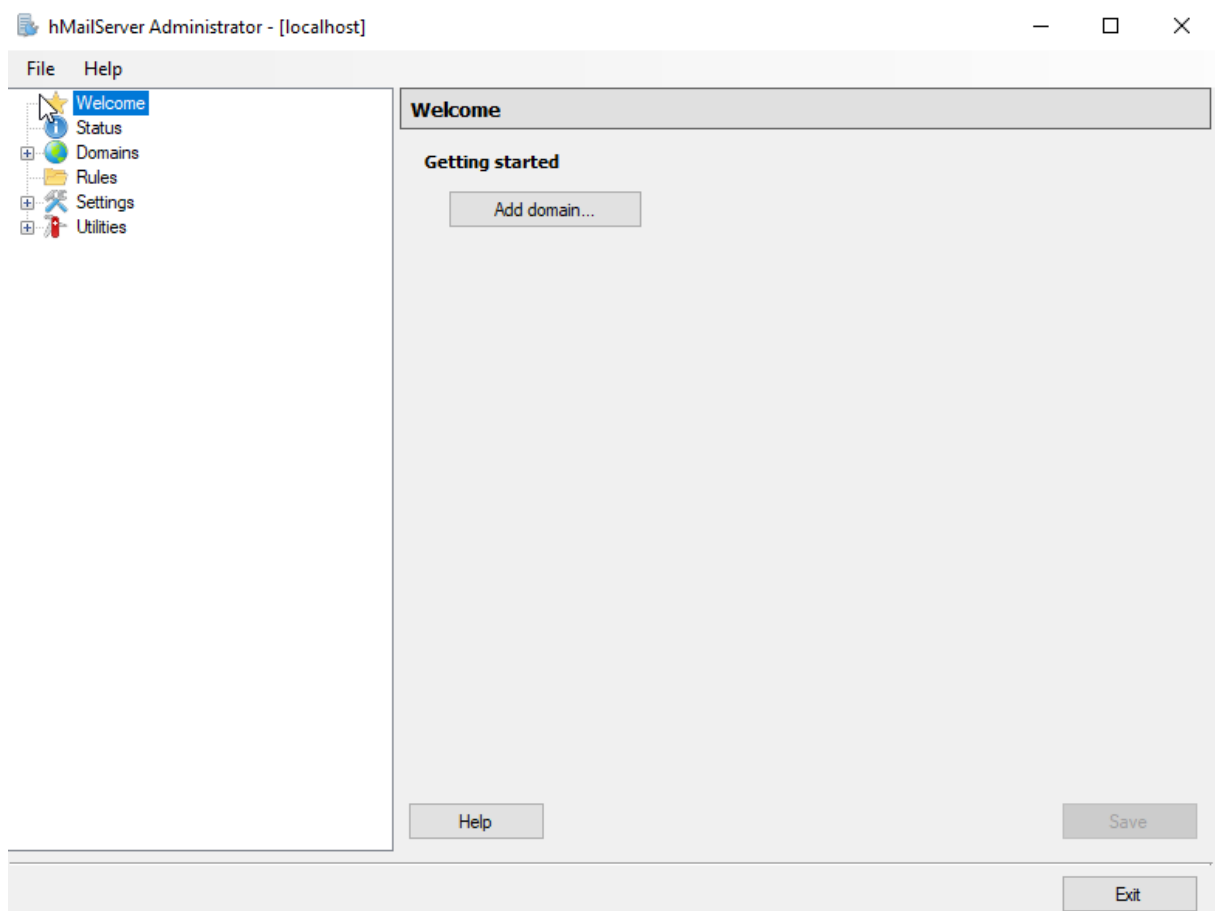 hMailServer Administrator - [localhost]
File Help
Welcome
Status
Domains
Rules
Settings
Utilities
Welcome
Getting started
Add domain...
Help
Save
Exit